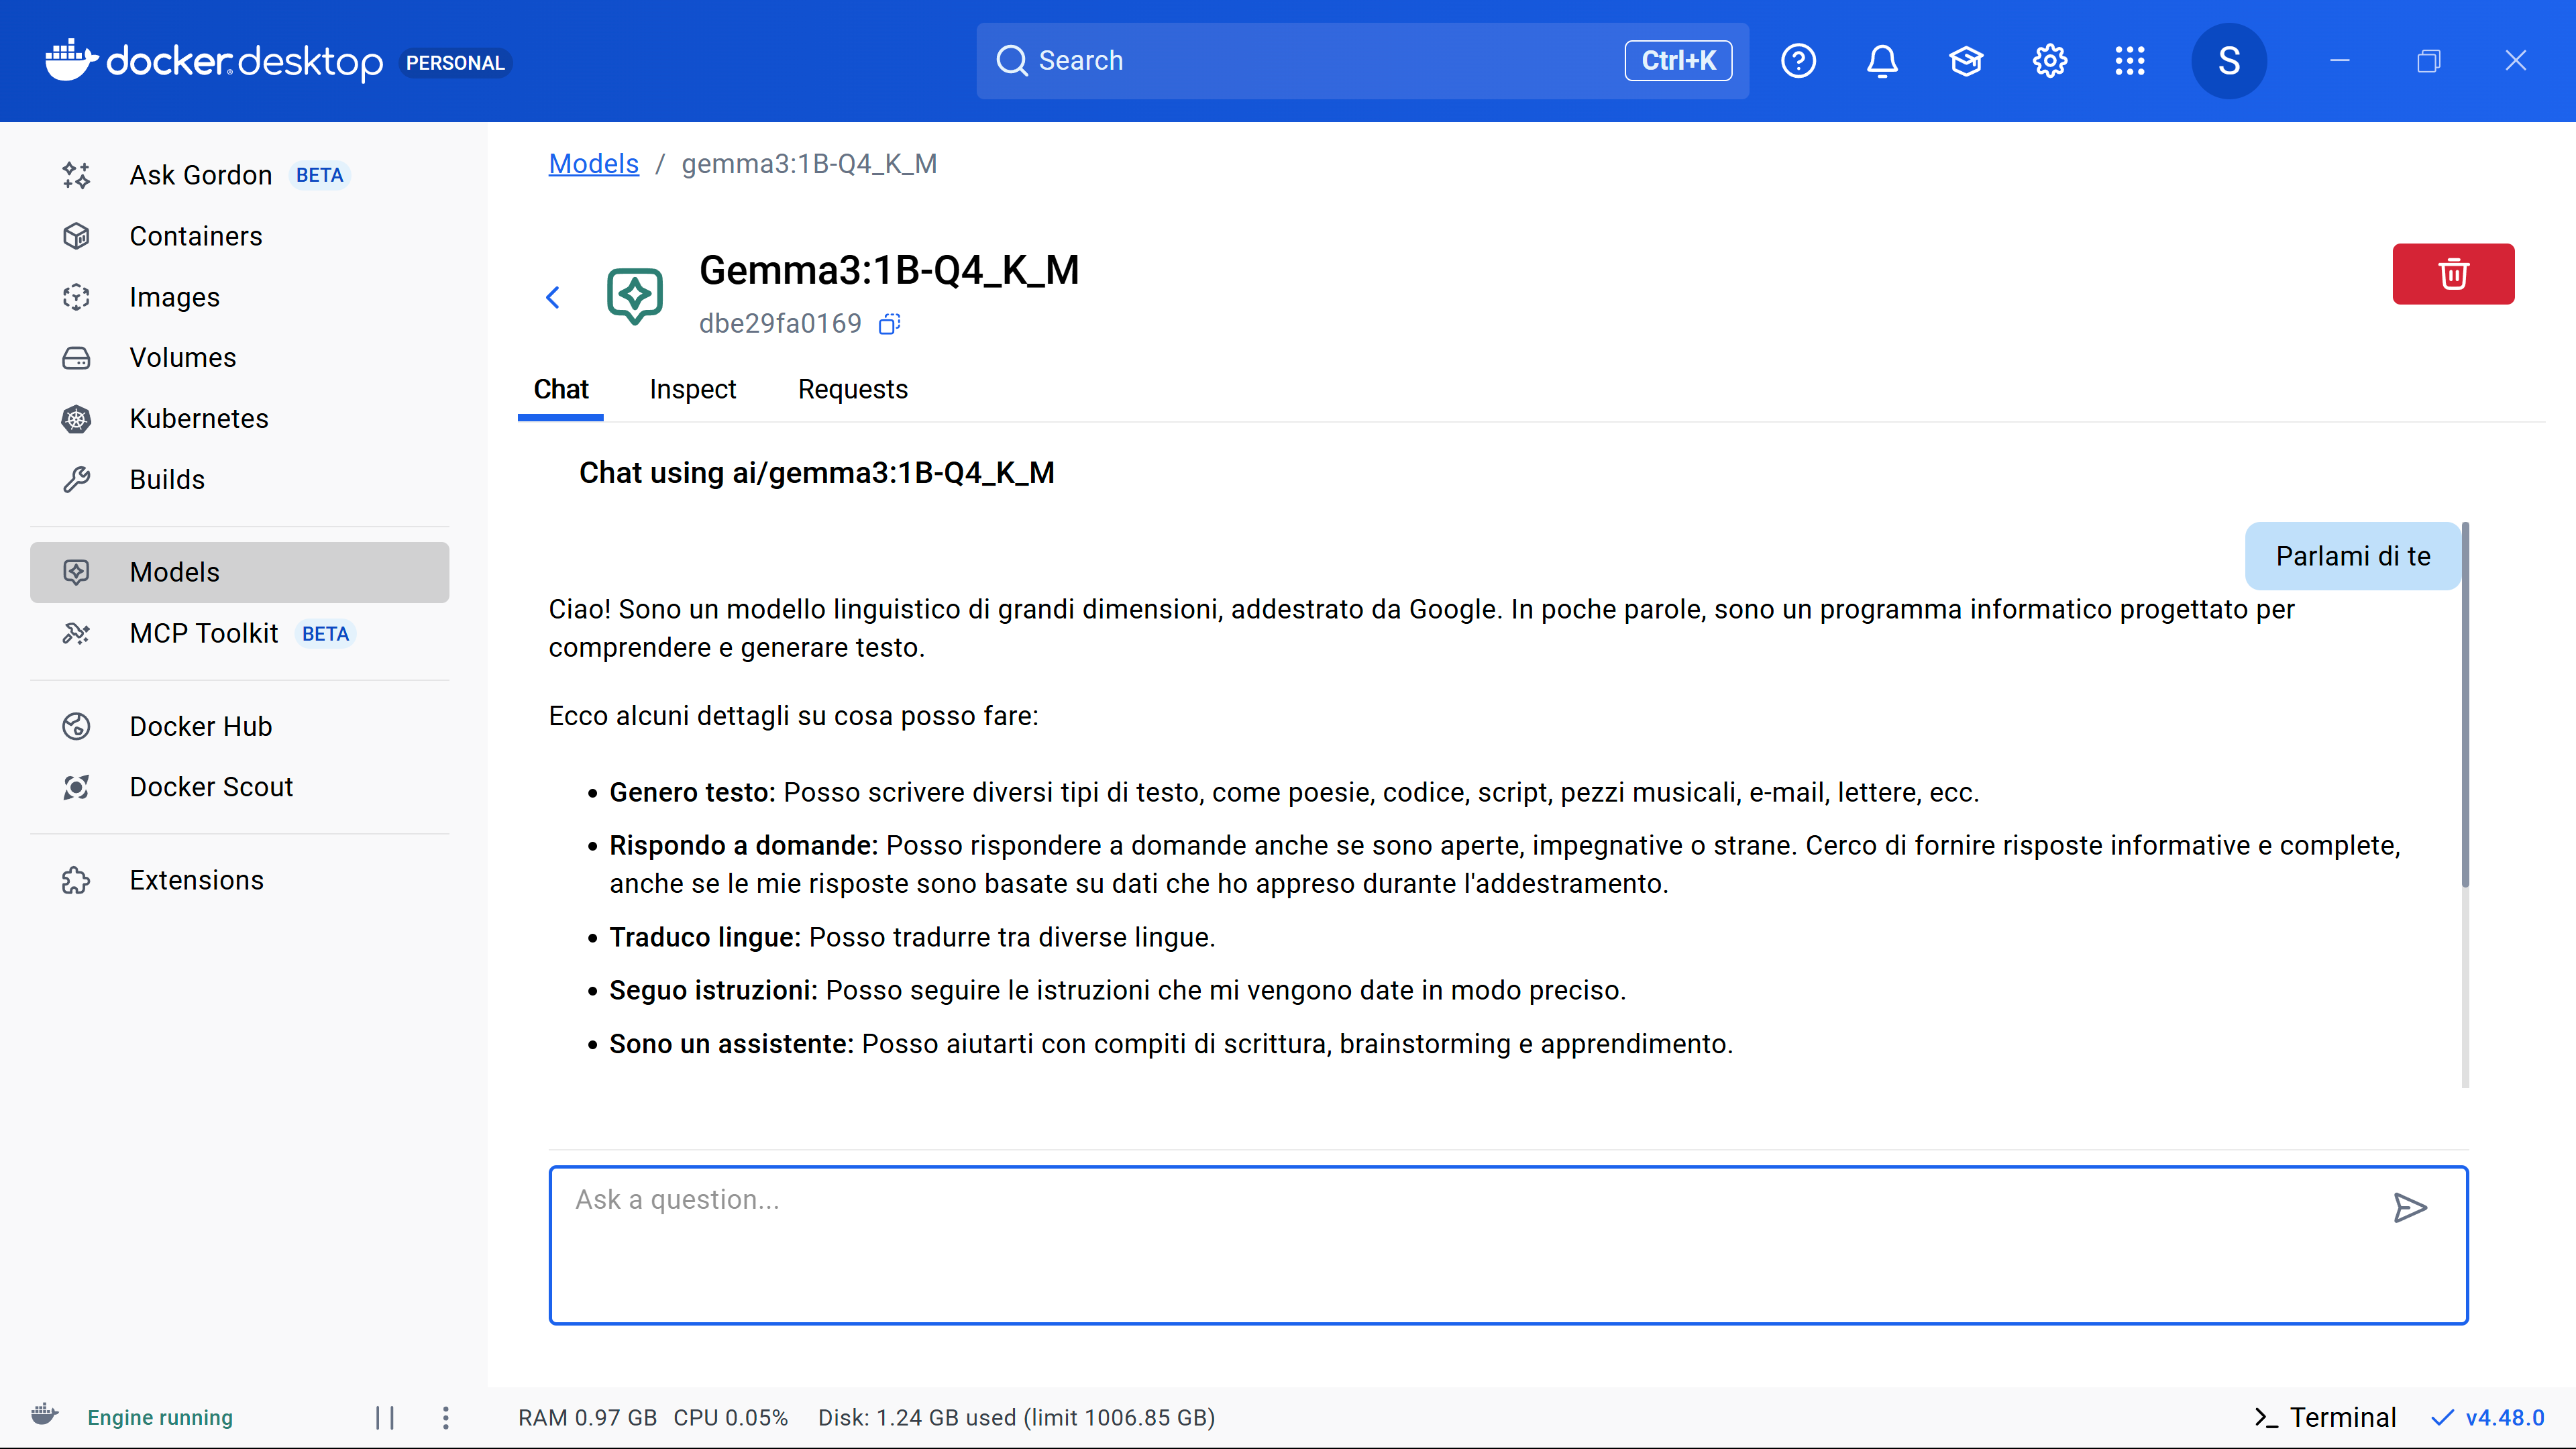 docker desktop PERSONAL
Search Ctrl+K
S
Ask Gordon BETA
Containers
Images
Volumes
Kubernetes
Builds
Models
MCP Toolkit BETA
Docker Hub
Docker Scout
Extensions
Models / gemma3:1B-Q4_K_M
Gemma3:1B-Q4_K_M
dbe29fa0169
Chat Inspect Requests
Chat using ai/gemma3:1B-Q4_K_M
Parlami di te
Ciao! Sono un modello linguistico di grandi dimensioni, addestrato da Google. In poche parole, sono un programma informatico progettato per
comprendere e generare testo.
Ecco alcuni dettagli su cosa posso fare:
• Genero testo: Posso scrivere diversi tipi di testo, come poesie, codice, script, pezzi musicali, e-mail, lettere, ecc.
• Rispondo a domande: Posso rispondere a domande anche se sono aperte, impegnative o strane. Cerco di fornire risposte informative e complete,
anche se le mie risposte sono basate su dati che ho appreso durante l'addestramento.
• Traduco lingue: Posso tradurre tra diverse lingue.
• Seguo istruzioni: Posso seguire le istruzioni che mi vengono date in modo preciso.
• Sono un assistente: Posso aiutarti con compiti di scrittura, brainstorming e apprendimento.
Ask a question...
Engine running
RAM 0.97 GB CPU 0.05% Disk: 1.24 GB used (limit 1006.85 GB)
>_ Terminal v4.48.0